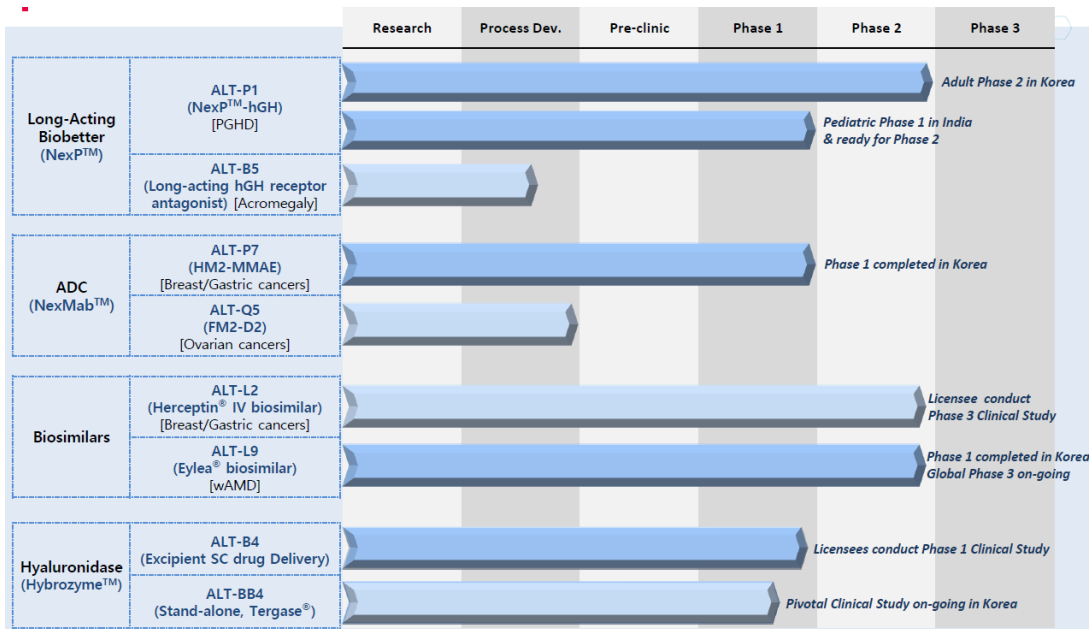 Research Process Dev. Pre-clinic Phase 1 Phase 2 Phase 3
Long-Acting
Biobetter
(NexP™)
ALT-P1
(NexP™-hGH)
[PGHD]
Adult Phase 2 in Korea
Pediatric Phase 1 in India
& ready for Phase 2
ALT-B5
(Long-acting hGH receptor
antagonist) [Acromegaly]
ADC
(NexMab™)
ALT-P7
(HM2-MMAE)
[Breast/Gastric cancers]
Phase 1 completed in Korea
ALT-Q5
(FM2-D2)
[Ovarian cancers]
Biosimilars
ALT-L2
(Herceptin® IV biosimilar)
[Breast/Gastric cancers]
Licensee conduct
Phase 3 Clinical Study
ALT-L9
(Eylea® biosimilar)
[wAMD]
Phase 1 completed in Korea
Global Phase 3 on-going
Hyaluronidase
(Hybrozyme™)
ALT-B4
(Excipient SC drug Delivery)
Licensees conduct Phase 1 Clinical Study
ALT-BB4
(Stand-alone, Tergase®)
Pivotal Clinical Study on-going in Korea